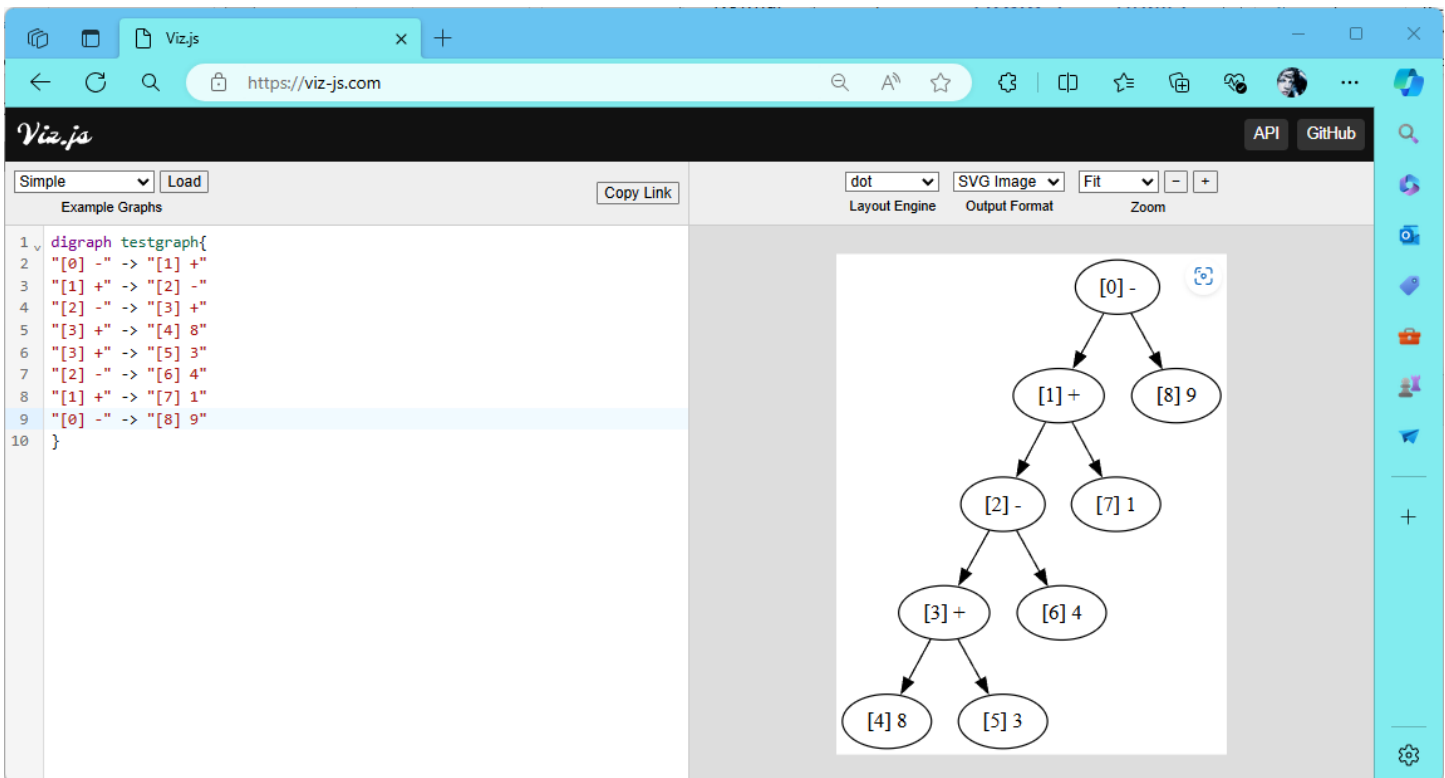 Viz.js
https://viz-js.com
Viz.js
API GitHub
Simple Load
Example Graphs
Copy Link
dot SVG Image Fit - +
Layout Engine Output Format Zoom
1 digraph testgraph{
2 "[0] -" -> "[1] +"
3 "[1] +" -> "[2] -"
4 "[2] -" -> "[3] +"
5 "[3] +" -> "[4] 8"
6 "[3] +" -> "[5] 3"
7 "[2] -" -> "[6] 4"
8 "[1] +" -> "[7] 1"
9 "[0] -" -> "[8] 9"
10 }
[0] -
[1] + [8] 9
[2] - [7] 1
[3] + [6] 4
[4] 8 [5] 3